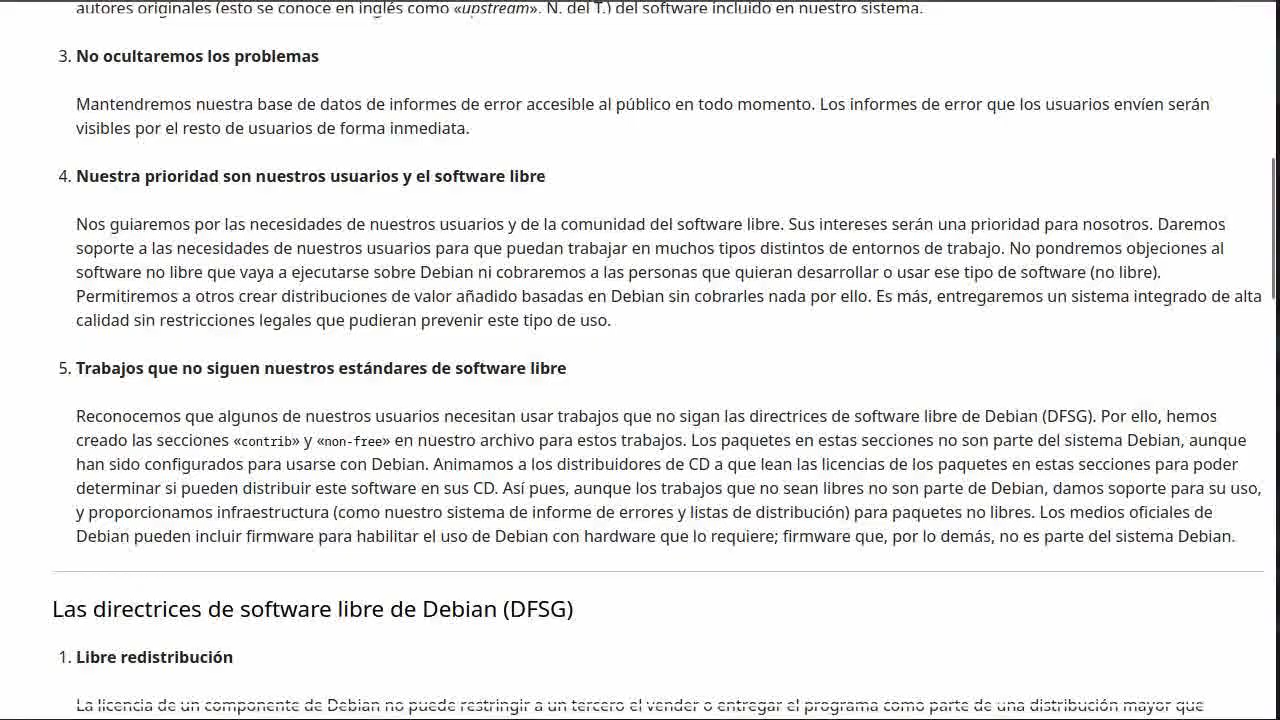 autores originales (esto se conoce en inglés como «upstream». N. del T.) del software incluido en nuestro sistema.
3. No ocultaremos los problemas
Mantendremos nuestra base de datos de informes de error accesible al público en todo momento. Los informes de error que los usuarios envíen serán
visibles por el resto de usuarios de forma inmediata.
4. Nuestra prioridad son nuestros usuarios y el software libre
Nos guiaremos por las necesidades de nuestros usuarios y de la comunidad del software libre. Sus intereses serán una prioridad para nosotros. Daremos
soporte a las necesidades de nuestros usuarios para que puedan trabajar en muchos tipos distintos de entornos de trabajo. No pondremos objeciones al
software no libre que vaya a ejecutarse sobre Debian ni cobraremos a las personas que quieran desarrollar o usar ese tipo de software (no libre).
Permitiremos a otros crear distribuciones de valor añadido basadas en Debian sin cobrarles nada por ello. Es más, entregaremos un sistema integrado de alta
calidad sin restricciones legales que pudieran prevenir este tipo de uso.
5. Trabajos que no siguen nuestros estándares de software libre
Reconocemos que algunos de nuestros usuarios necesitan usar trabajos que no sigan las directrices de software libre de Debian (DFSG). Por ello, hemos
creado las secciones «contrib» y «non-free» en nuestro archivo para estos trabajos. Los paquetes en estas secciones no son parte del sistema Debian, aunque
han sido configurados para usarse con Debian. Animamos a los distribuidores de CD a que lean las licencias de los paquetes en estas secciones para poder
determinar si pueden distribuir este software en sus CD. Así pues, aunque los trabajos que no sean libres no son parte de Debian, damos soporte para su uso,
y proporcionamos infraestructura (como nuestro sistema de informe de errores y listas de distribución) para paquetes no libres. Los medios oficiales de
Debian pueden incluir firmware para habilitar el uso de Debian con hardware que lo requiere; firmware que, por lo demás, no es parte del sistema Debian.
Las directrices de software libre de Debian (DFSG)
1. Libre redistribución
La licencia de un componente de Debian no puede restringir a un tercero el vender o entregar el programa como parte de una distribución mayor que